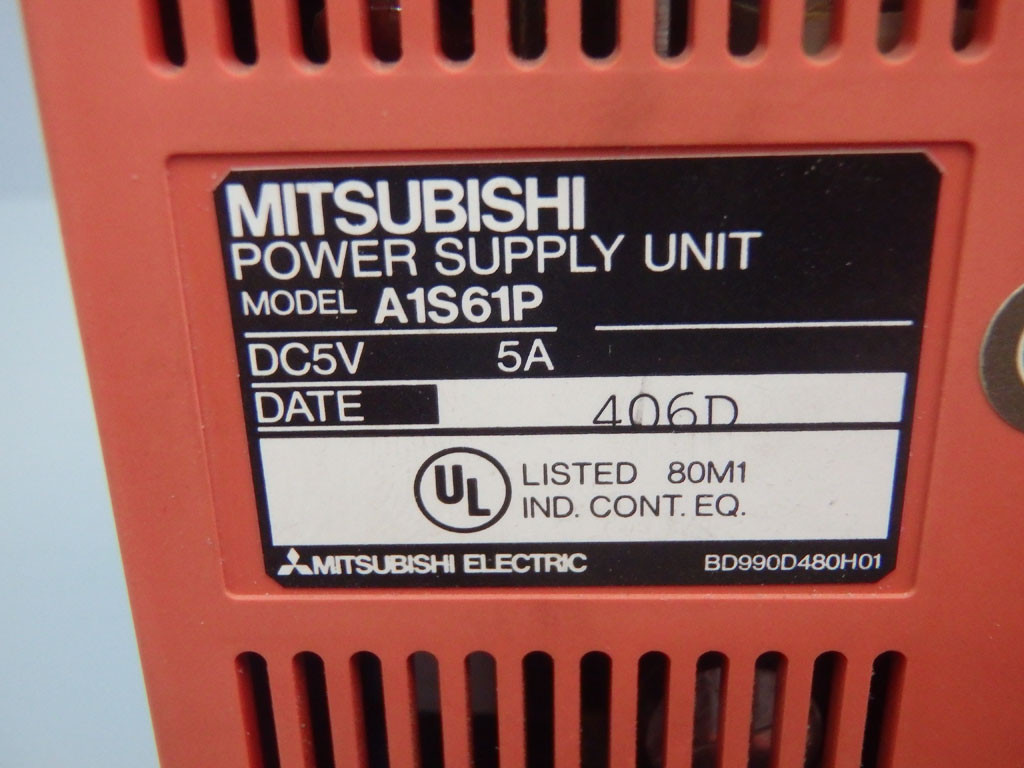 MITSUBISHI
POWER SUPPLY UNIT
MODEL A1S61P
DC5V 5A
DATE 406D
UL LISTED 80M1
IND. CONT. EQ.
MITSUBISHI ELECTRIC BD990D480H01